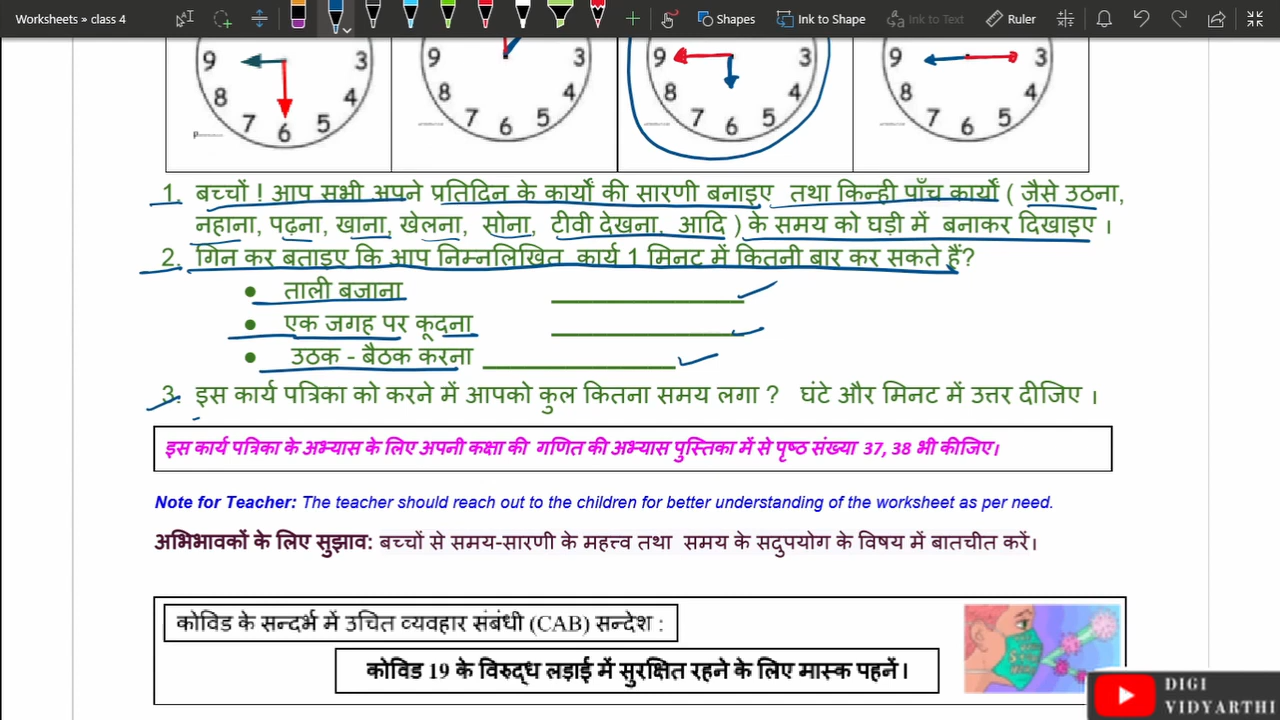 Worksheets » class 4
Shapes
Ink to Shape
Ink to Text
Ruler
9 3 8 4 7 6 5
9 3 8 4 7 6 5
9 3 8 4 7 6 5
9 3 8 4 7 6 5
1. बच्चों ! आप सभी अपने प्रतिदिन के कार्यों की सारणी बनाइए तथा किन्ही पाँच कार्यों ( जैसे उठना,
नहाना, पढ़ना, खाना, खेलना, सोना, टीवी देखना, आदि ) के समय को घड़ी में बनाकर दिखाइए ।
2. गिन कर बताइए कि आप निम्नलिखित कार्य 1 मिनट में कितनी बार कर सकते हैं?
● ताली बजाना ____________________
● एक जगह पर कूदना ____________________
● उठक - बैठक करना ____________________
3. इस कार्य पत्रिका को करने में आपको कुल कितना समय लगा ? घंटे और मिनट में उत्तर दीजिए ।
इस कार्य पत्रिका के अभ्यास के लिए अपनी कक्षा की गणित की अभ्यास पुस्तिका में से पृष्ठ संख्या 37, 38 भी कीजिए।
Note for Teacher: The teacher should reach out to the children for better understanding of the worksheet as per need.
अभिभावकों के लिए सुझाव: बच्चों से समय-सारणी के महत्त्व तथा समय के सदुपयोग के विषय में बातचीत करें।
कोविड के सन्दर्भ में उचित व्यवहार संबंधी (CAB) सन्देश :
कोविड 19 के विरुद्ध लड़ाई में सुरक्षित रहने के लिए मास्क पहनें ।
DIGI
VIDYARTHI